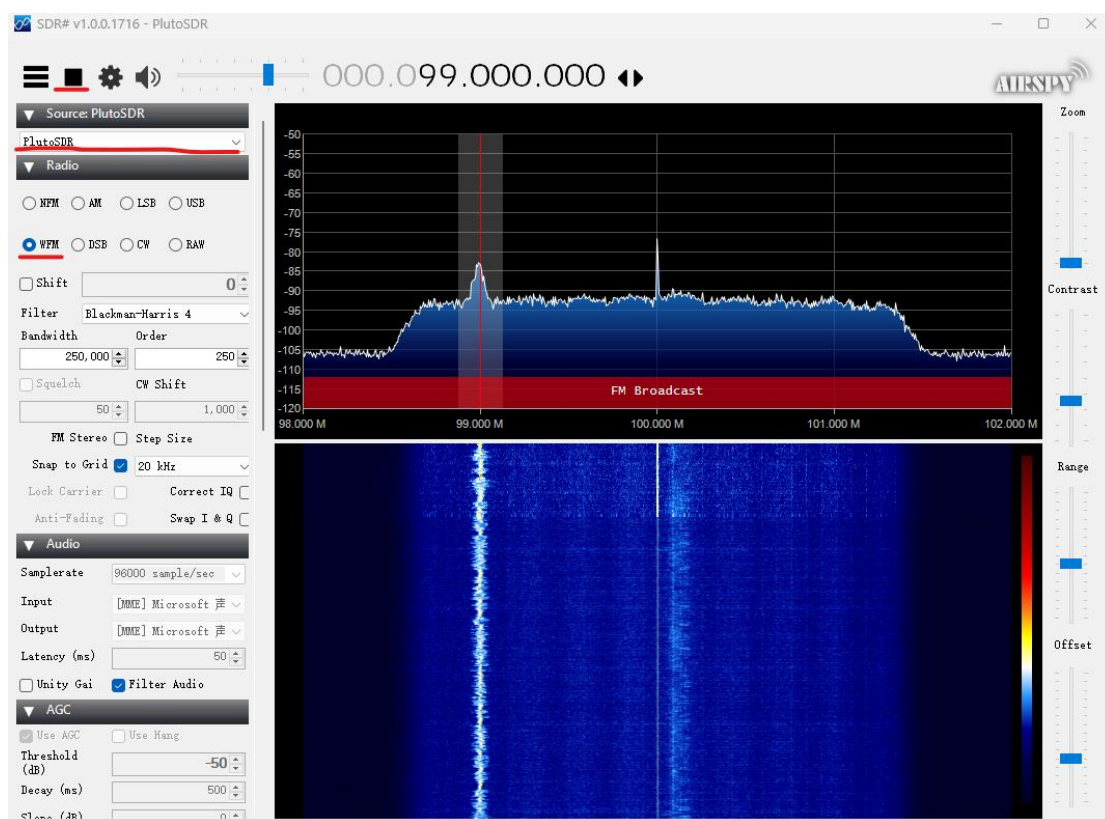 SDR# v1.0.0.1716 - PlutoSDR
000.099.000.000
AIRSPY
Source: PlutoSDR
PlutoSDR
Radio
NFM AM LSB USB
WFM DSB CW RAW
Shift 0
Filter Blackman-Harris 4
Bandwidth Order
250,000 250
Squelch CW Shift
50 1,000
FM Stereo Step Size
Snap to Grid 20 kHz
Lock Carrier Correct IQ
Anti-Fading Swap I & Q
Audio
Samplerate 96000 sample/sec
Input [MME] Microsoft 声
Output [MME] Microsoft 声
Latency (ms) 50
Unity Gai Filter Audio
AGC
Use AGC Use Hang
Threshold
(dB) -50
Decay (ms) 500
Slope (dB) 0
-50
-55
-60
-65
-70
-75
-80
-85
-90
-95
-100
-105
-110
-115
-120
FM Broadcast
98.000 M 99.000 M 100.000 M 101.000 M 102.000 M
Zoom
Contrast
Range
Offset